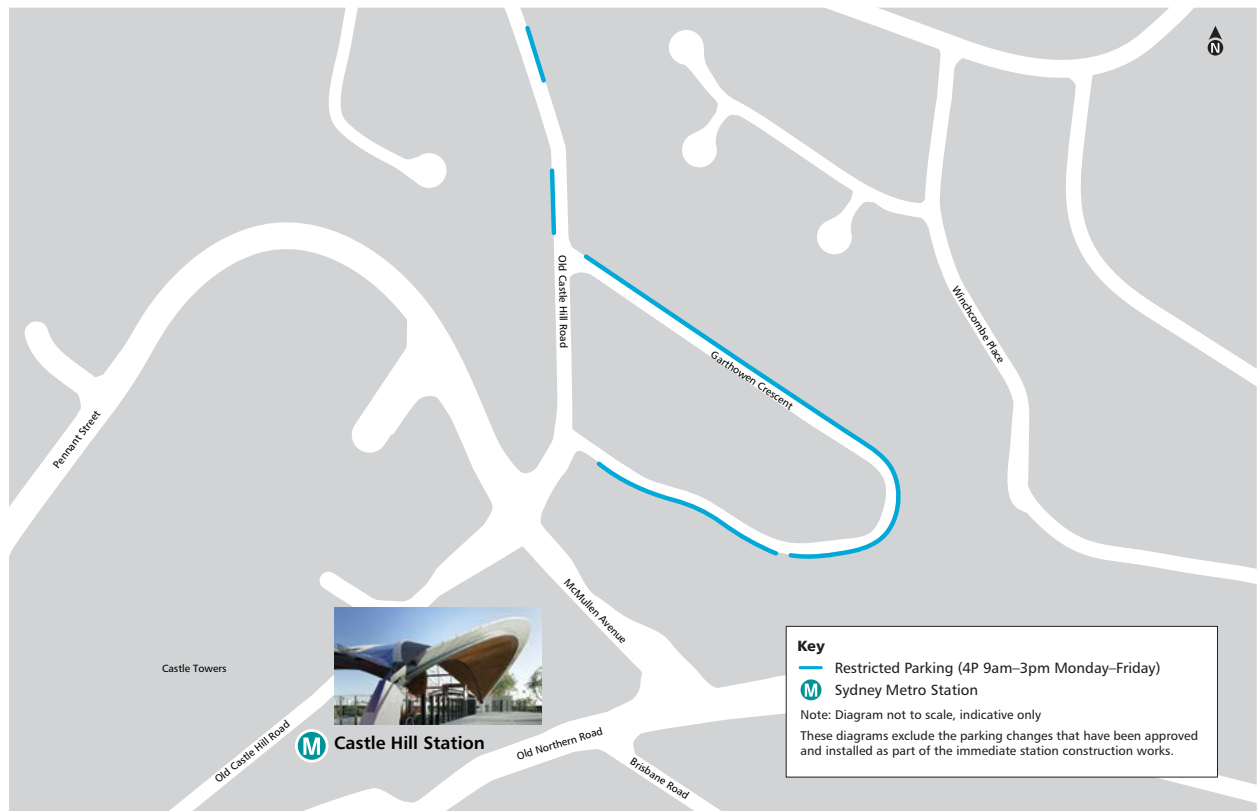 N
Old Castle Hill Road
Garthowen Crescent
Winchcombe Place
Pennant Street
McMullen Avenue
Castle Towers
Old Castle Hill Road
M Castle Hill Station
Old Northern Road
Brisbane Road
Key
Restricted Parking (4P 9am–3pm Monday–Friday)
M Sydney Metro Station
Note: Diagram not to scale, indicative only
These diagrams exclude the parking changes that have been approved
and installed as part of the immediate station construction works.